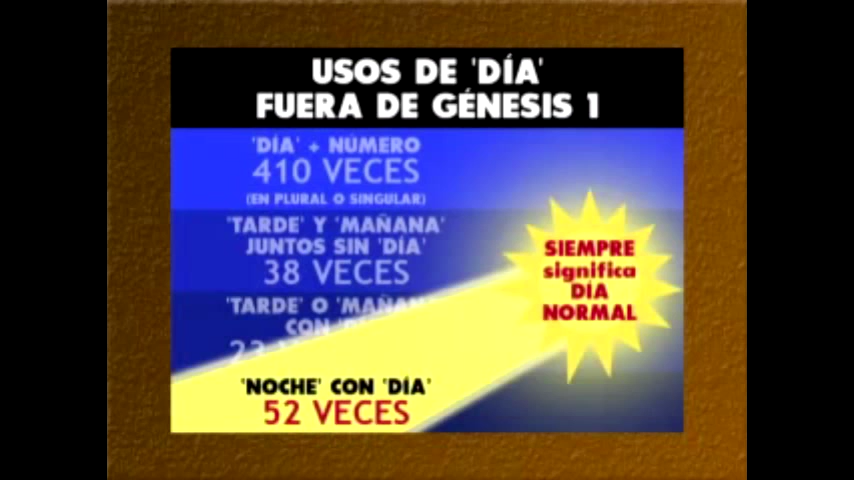 USOS DE 'DÍA'
FUERA DE GÉNESIS 1
'DÍA' + NÚMERO
410 VECES
(EN PLURAL O SINGULAR)
'TARDE' Y 'MAÑANA'
JUNTOS SIN 'DÍA'
38 VECES
'TARDE' O 'MAÑANA'
CON
'NOCHE' CON 'DÍA'
52 VECES
SIEMPRE
significa
DÍA
NORMAL